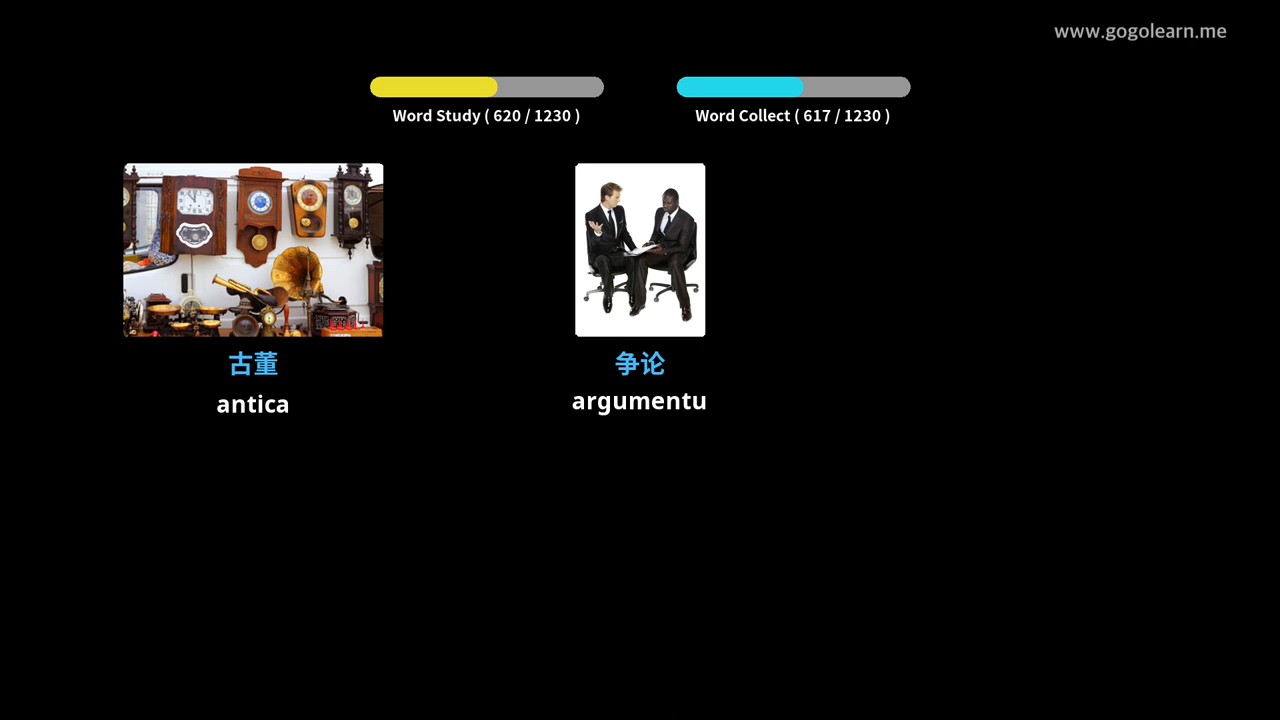 www.gogolearn.me
Word Study ( 620 / 1230 )
Word Collect ( 617 / 1230 )
古董
antica
争论
argumentu